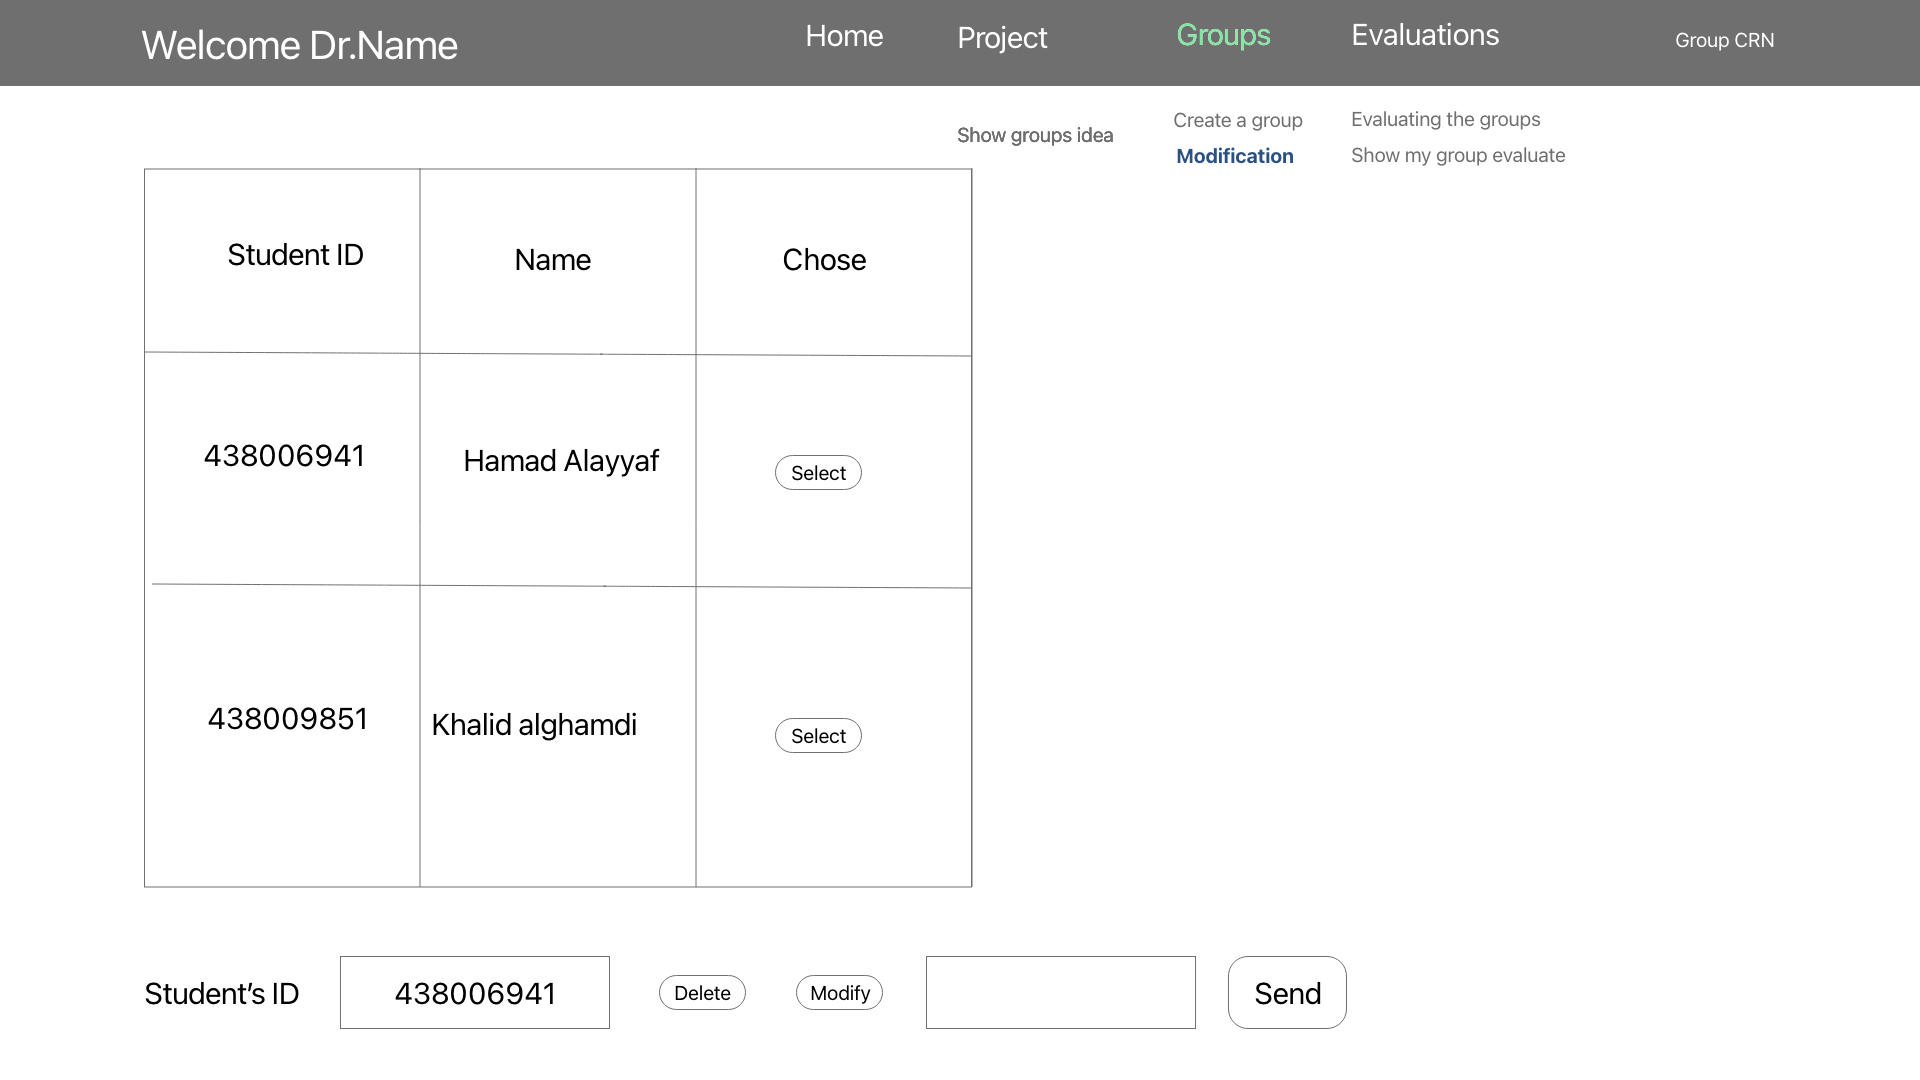 Welcome Dr.Name
Home
Project
Groups
Evaluations
Group CRN
Show groups idea
Create a group
Modification
Evaluating the groups
Show my group evaluate
Student ID
Name
Chose
438006941
Hamad Alayyaf
Select
438009851
Khalid alghamdi
Select
Student’s ID
438006941
Delete
Modify
Send